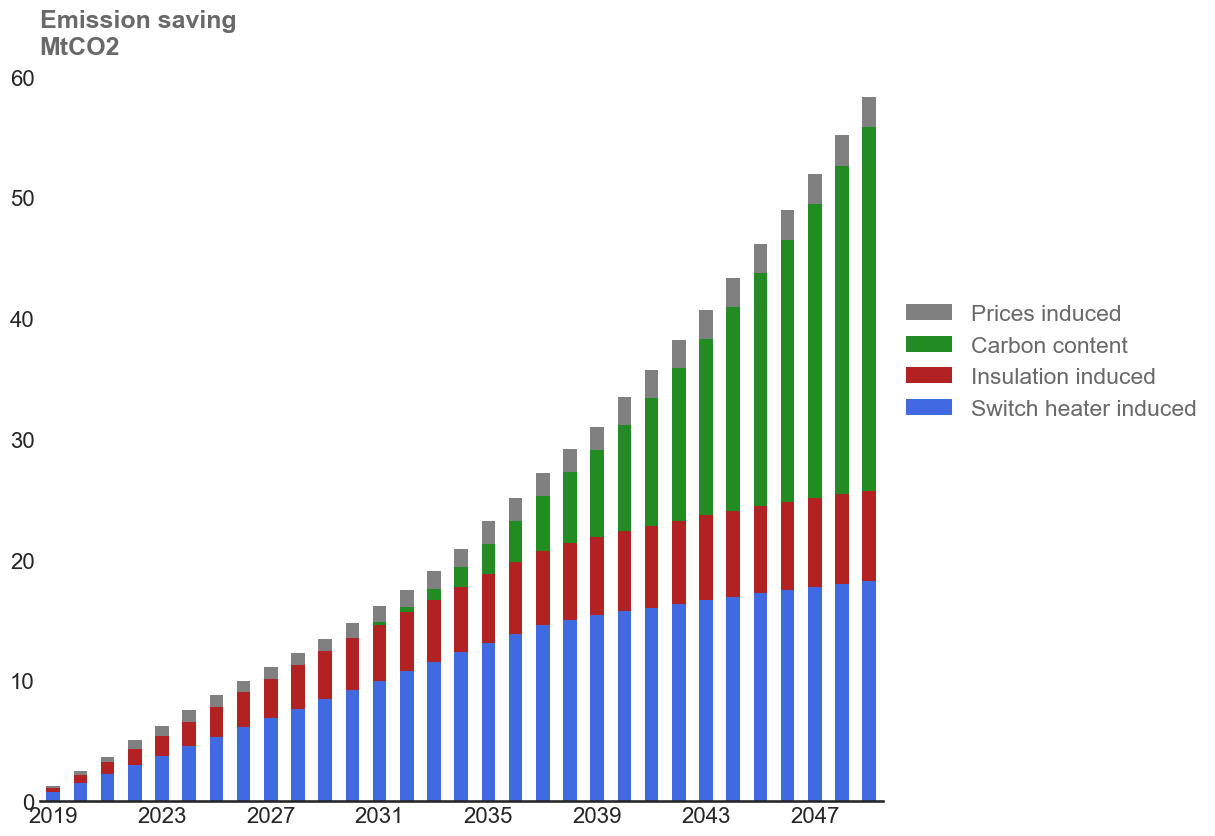 Emission saving
MtCO2
60
50
40
30
20
10
0
2019 2023 2027 2031 2035 2039 2043 2047
Prices induced
Carbon content
Insulation induced
Switch heater induced